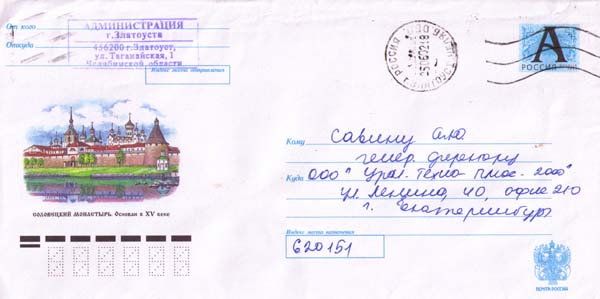 От кого
АДМИНИСТРАЦИЯ
г.Златоуста
Откуда
456200 г.Златоуст,
ул.Таганайская, 1
Челябинской области
Индекс места отправления
РОССИЯ
А
РОССИЯ
Кому
Савину А.Ю.
генер. директору
Куда
ООО "Урал. Техно плюс-2000"
ул. Ленина, 40, офис 210
г. Екатеринбург
СОЛОВЕЦКИЙ МОНАСТЫРЬ. ОСНОВАН В XV ВЕКЕ
Индекс места назначения
620151
ПОЧТА РОССИИ